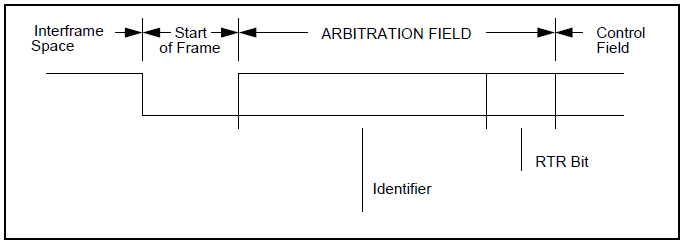 Interframe Space
Start of Frame
ARBITRATION FIELD
Control Field
RTR Bit
Identifier